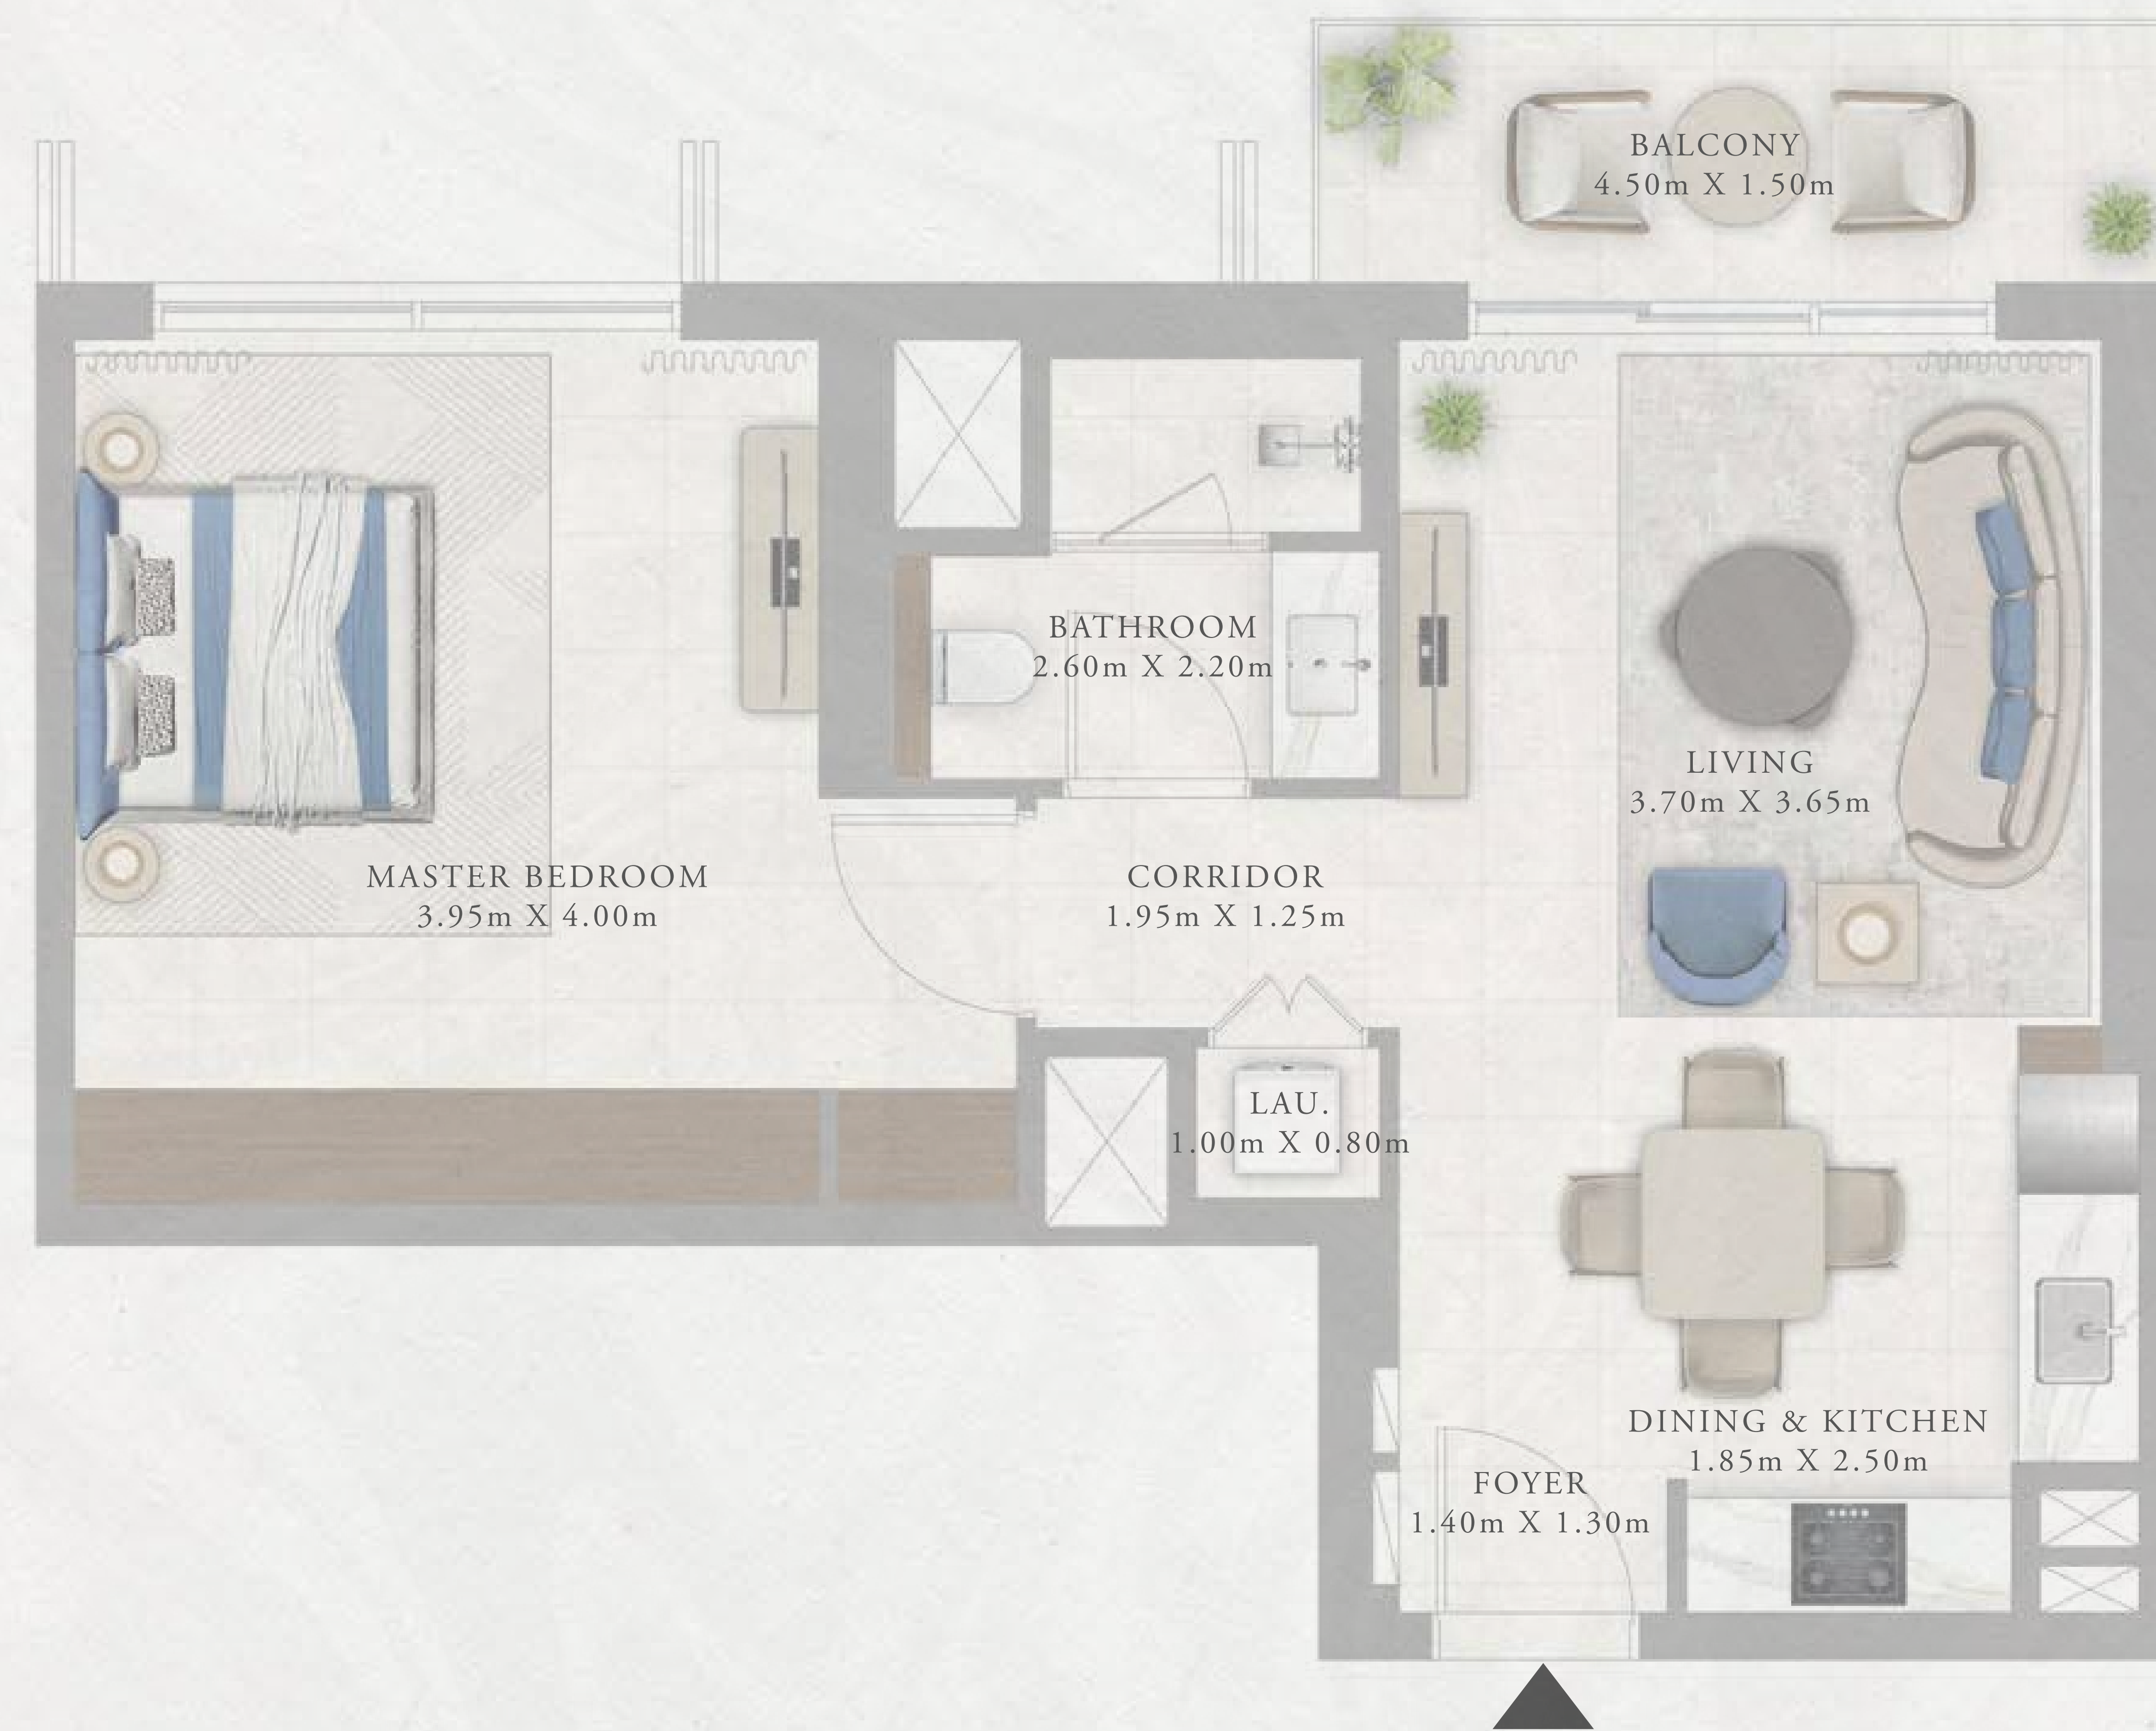 BALCONY
4.50m X 1.50m
BATHROOM
2.60m X 2.20m
LIVING
3.70m X 3.65m
MASTER BEDROOM
3.95m X 4.00m
CORRIDOR
1.95m X 1.25m
LAU.
1.00m X 0.80m
DINING & KITCHEN
1.85m X 2.50m
FOYER
1.40m X 1.30m